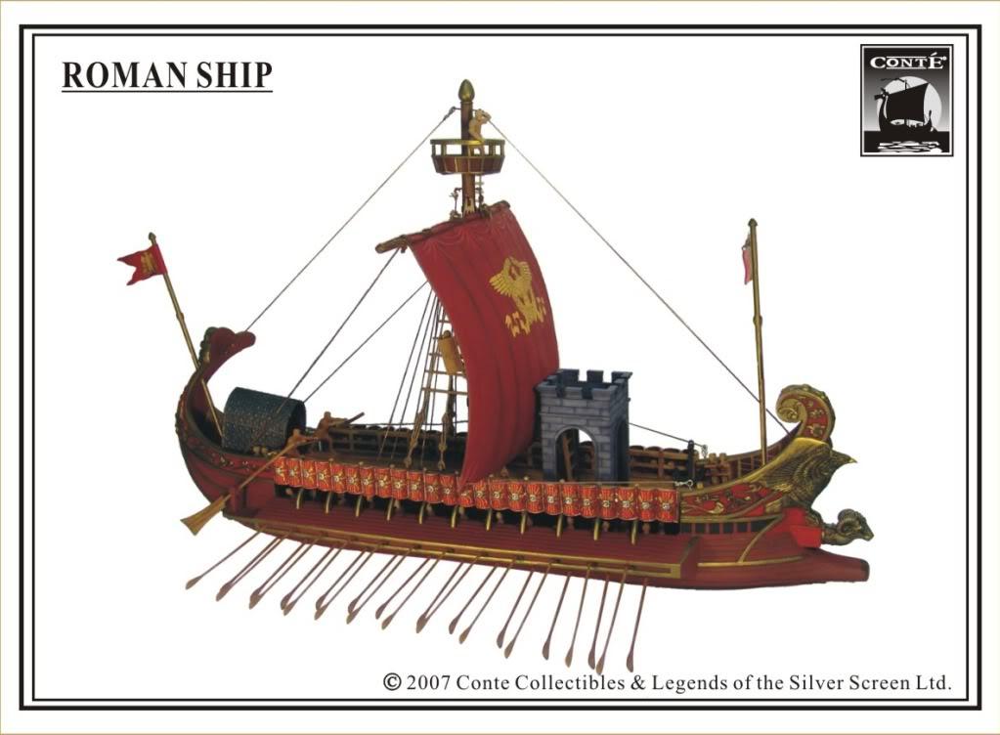 ROMAN SHIP
CONTÉ®
© 2007 Conte Collectibles & Legends of the Silver Screen Ltd.